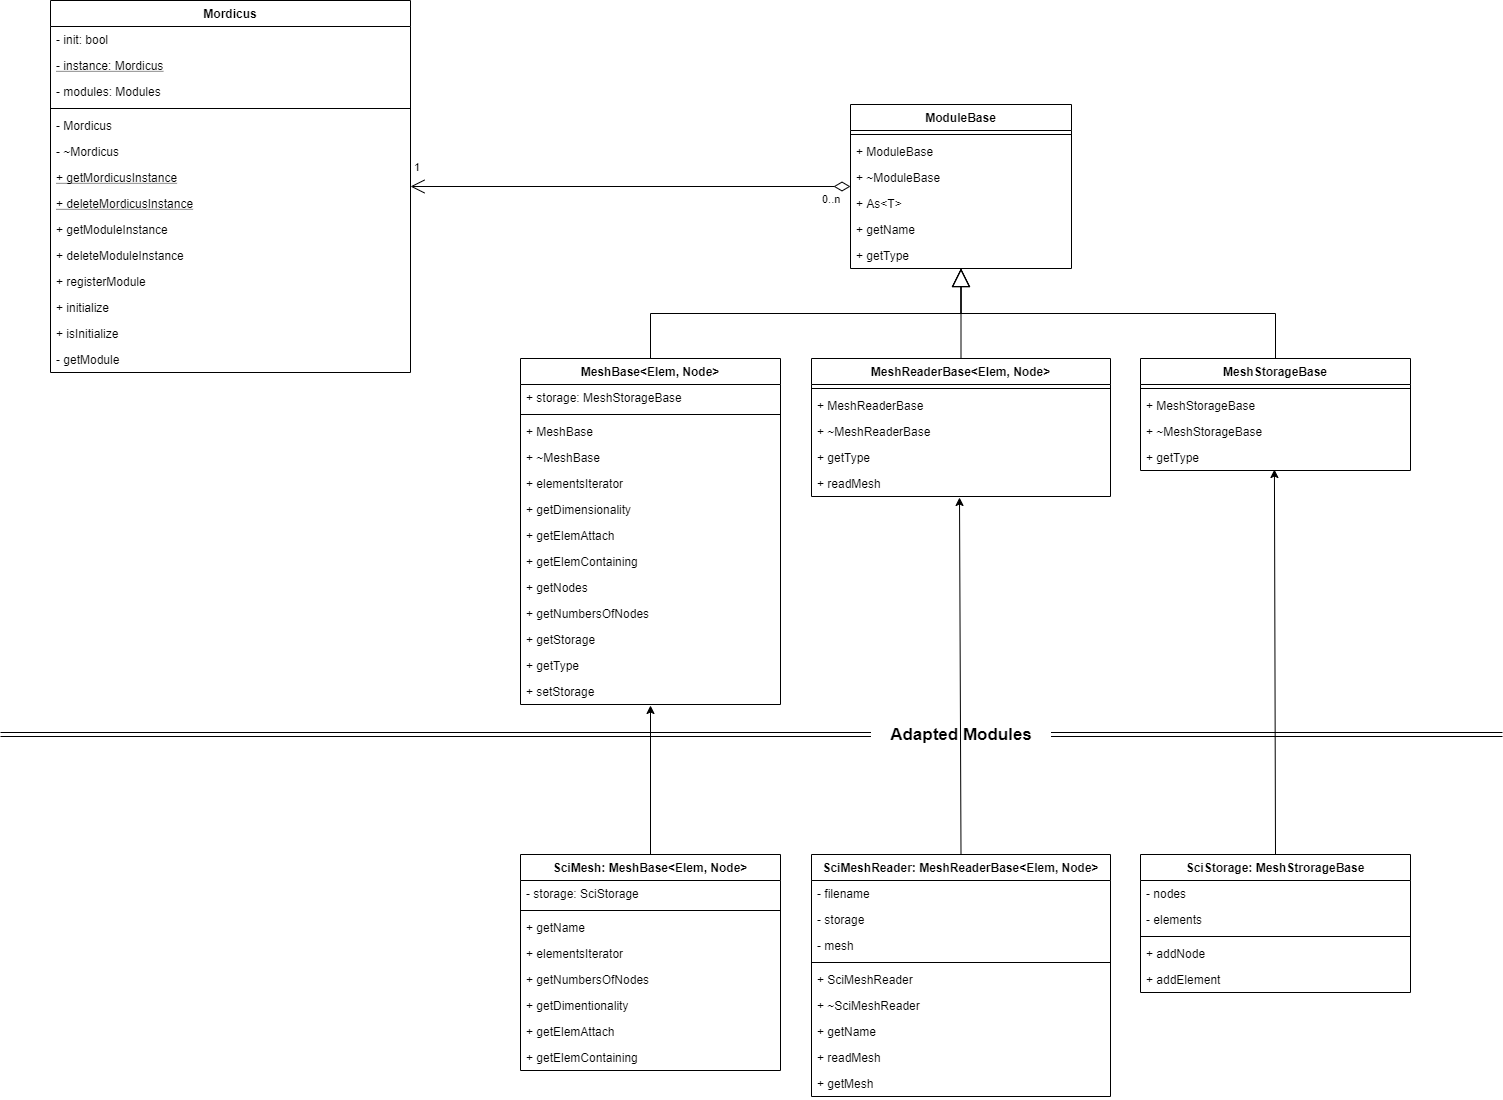 Mordicus
- init: bool
- instance: Mordicus
- modules: Modules
- Mordicus
- ~Mordicus
+ getMordicusInstance
+ deleteMordicusInstance
+ getModuleInstance
+ deleteModuleInstance
+ registerModule
+ initialize
+ isInitialize
- getModule
1
0..n
ModuleBase
+ ModuleBase
+ ~ModuleBase
+ As<T>
+ getName
+ getType
MeshBase<Elem, Node>
+ storage: MeshStorageBase
+ MeshBase
+ ~MeshBase
+ elementsIterator
+ getDimensionality
+ getElemAttach
+ getElemContaining
+ getNodes
+ getNumbersOfNodes
+ getStorage
+ getType
+ setStorage
MeshReaderBase<Elem, Node>
+ MeshReaderBase
+ ~MeshReaderBase
+ getType
+ readMesh
MeshStorageBase
+ MeshStorageBase
+ ~MeshStorageBase
+ getType
Adapted Modules
SciMesh: MeshBase<Elem, Node>
- storage: SciStorage
+ getName
+ elementsIterator
+ getNumbersOfNodes
+ getDimentionality
+ getElemAttach
+ getElemContaining
SciMeshReader: MeshReaderBase<Elem, Node>
- filename
- storage
- mesh
+ SciMeshReader
+ ~SciMeshReader
+ getName
+ readMesh
+ getMesh
SciStorage: MeshStrorageBase
- nodes
- elements
+ addNode
+ addElement